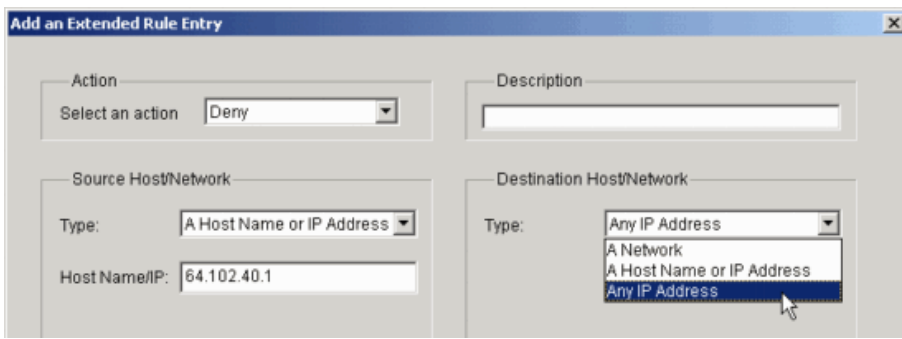 Add an Extended Rule Entry
Action
Select an action Deny
Description
Source Host/Network
Type: A Host Name or IP Address
Host Name/IP: 64.102.40.1
Destination Host/Network
Type: Any IP Address
A Network
A Host Name or IP Address
Any IP Address